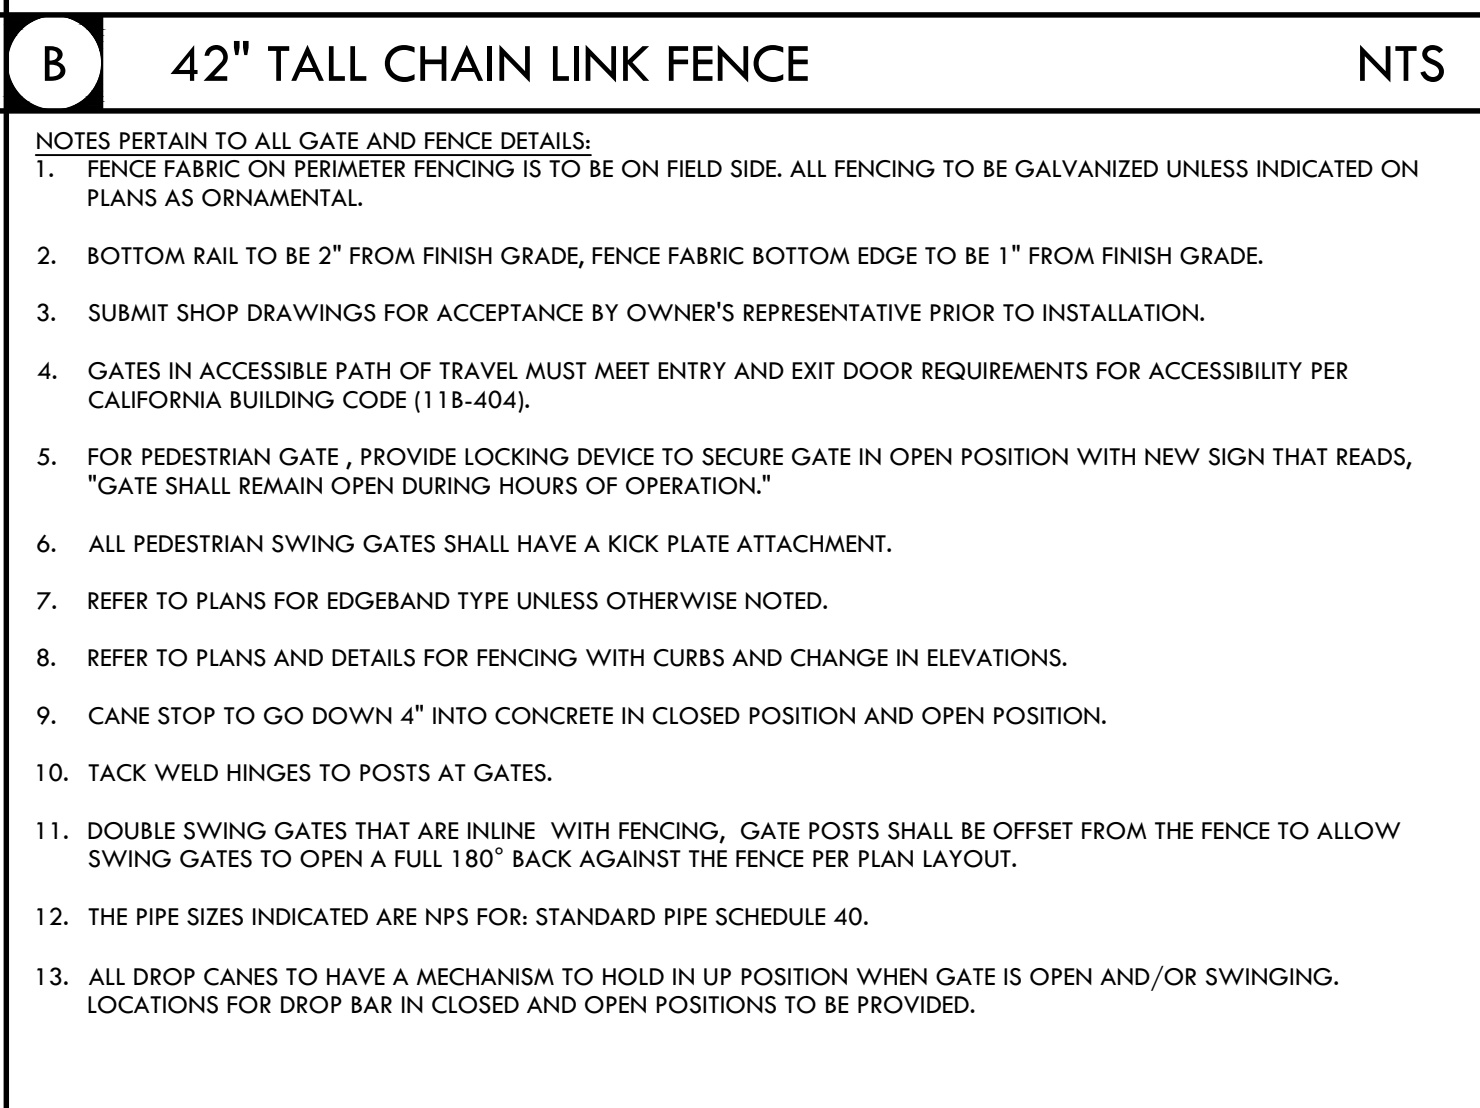 B 42" TALL CHAIN LINK FENCE NTS
NOTES PERTAIN TO ALL GATE AND FENCE DETAILS:
1. FENCE FABRIC ON PERIMETER FENCING IS TO BE ON FIELD SIDE. ALL FENCING TO BE GALVANIZED UNLESS INDICATED ON
PLANS AS ORNAMENTAL.
2. BOTTOM RAIL TO BE 2" FROM FINISH GRADE, FENCE FABRIC BOTTOM EDGE TO BE 1" FROM FINISH GRADE.
3. SUBMIT SHOP DRAWINGS FOR ACCEPTANCE BY OWNER'S REPRESENTATIVE PRIOR TO INSTALLATION.
4. GATES IN ACCESSIBLE PATH OF TRAVEL MUST MEET ENTRY AND EXIT DOOR REQUIREMENTS FOR ACCESSIBILITY PER
CALIFORNIA BUILDING CODE (11B-404).
5. FOR PEDESTRIAN GATE , PROVIDE LOCKING DEVICE TO SECURE GATE IN OPEN POSITION WITH NEW SIGN THAT READS,
"GATE SHALL REMAIN OPEN DURING HOURS OF OPERATION."
6. ALL PEDESTRIAN SWING GATES SHALL HAVE A KICK PLATE ATTACHMENT.
7. REFER TO PLANS FOR EDGEBAND TYPE UNLESS OTHERWISE NOTED.
8. REFER TO PLANS AND DETAILS FOR FENCING WITH CURBS AND CHANGE IN ELEVATIONS.
9. CANE STOP TO GO DOWN 4" INTO CONCRETE IN CLOSED POSITION AND OPEN POSITION.
10. TACK WELD HINGES TO POSTS AT GATES.
11. DOUBLE SWING GATES THAT ARE INLINE  WITH FENCING,  GATE POSTS SHALL BE OFFSET FROM THE FENCE TO ALLOW
SWING GATES TO OPEN A FULL 180° BACK AGAINST THE FENCE PER PLAN LAYOUT.
12. THE PIPE SIZES INDICATED ARE NPS FOR: STANDARD PIPE SCHEDULE 40.
13. ALL DROP CANES TO HAVE A MECHANISM TO HOLD IN UP POSITION WHEN GATE IS OPEN AND/OR SWINGING.
LOCATIONS FOR DROP BAR IN CLOSED AND OPEN POSITIONS TO BE PROVIDED.